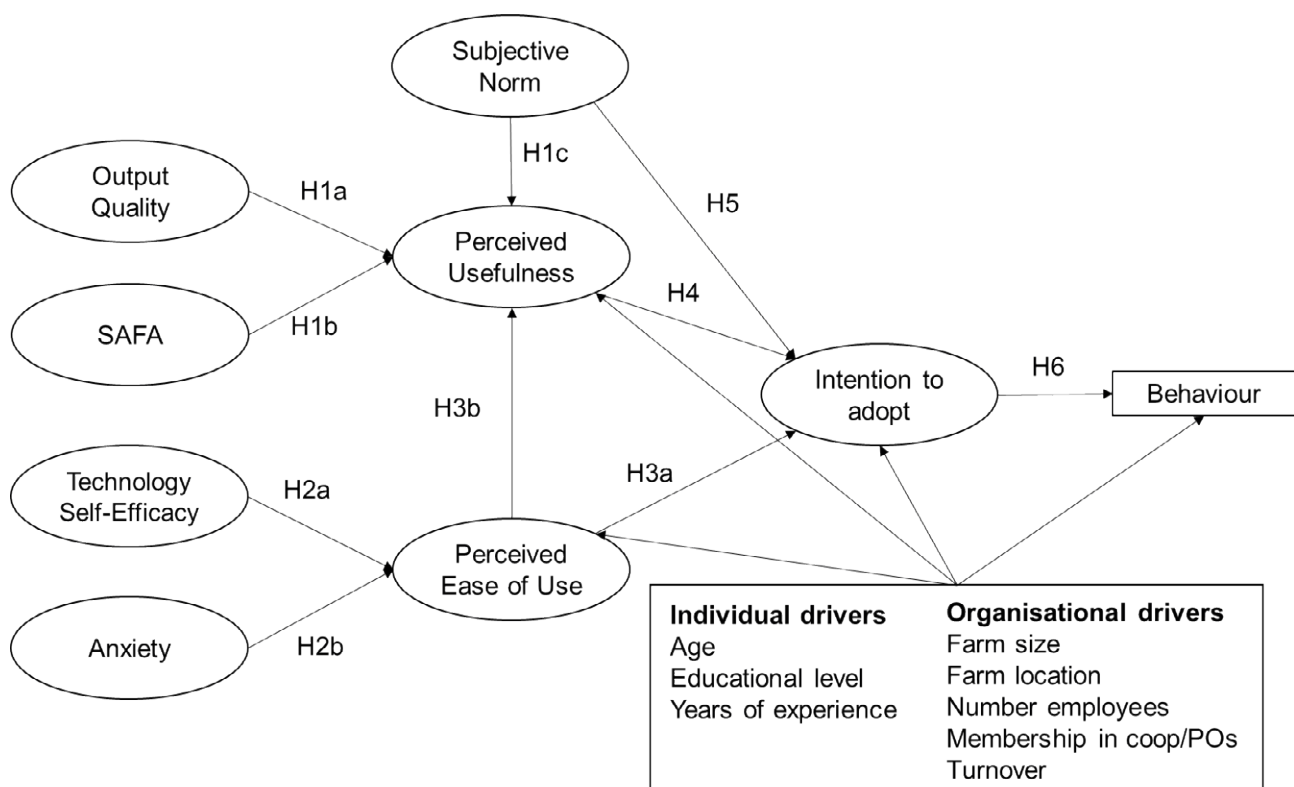 Subjective
Norm
H1c
Output
Quality
H1a
H5
Perceived
Usefulness
H4
SAFA
H1b
Intention to
adopt
H6
Behaviour
H3b
H3a
Technology
Self-Efficacy
H2a
Perceived
Ease of Use
Anxiety
H2b
Individual drivers
Age
Educational level
Years of experience
Organisational drivers
Farm size
Farm location
Number employees
Membership in coop/POs
Turnover